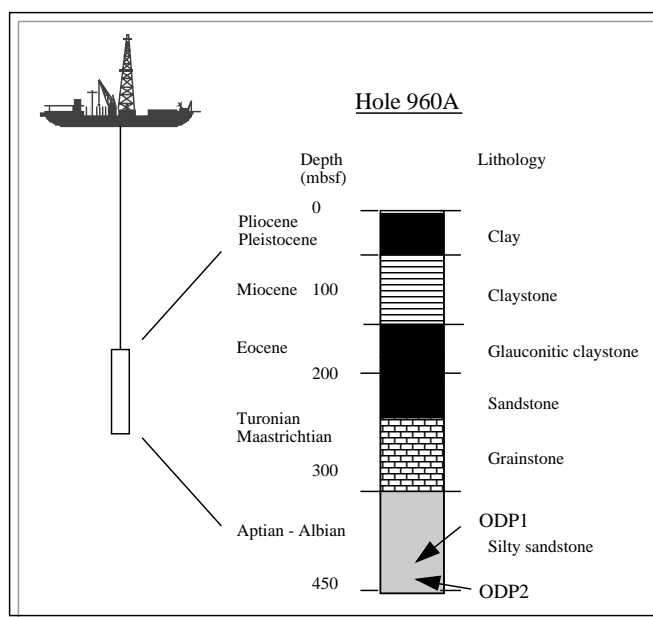 Hole 960A
Depth
(mbsf)
Lithology
0
Pliocene
Pleistocene
Clay
Miocene
100
Claystone
Eocene
Glauconitic claystone
200
Sandstone
Turonian
Maastrichtian
Grainstone
300
ODP1
Aptian - Albian
Silty sandstone
450
ODP2